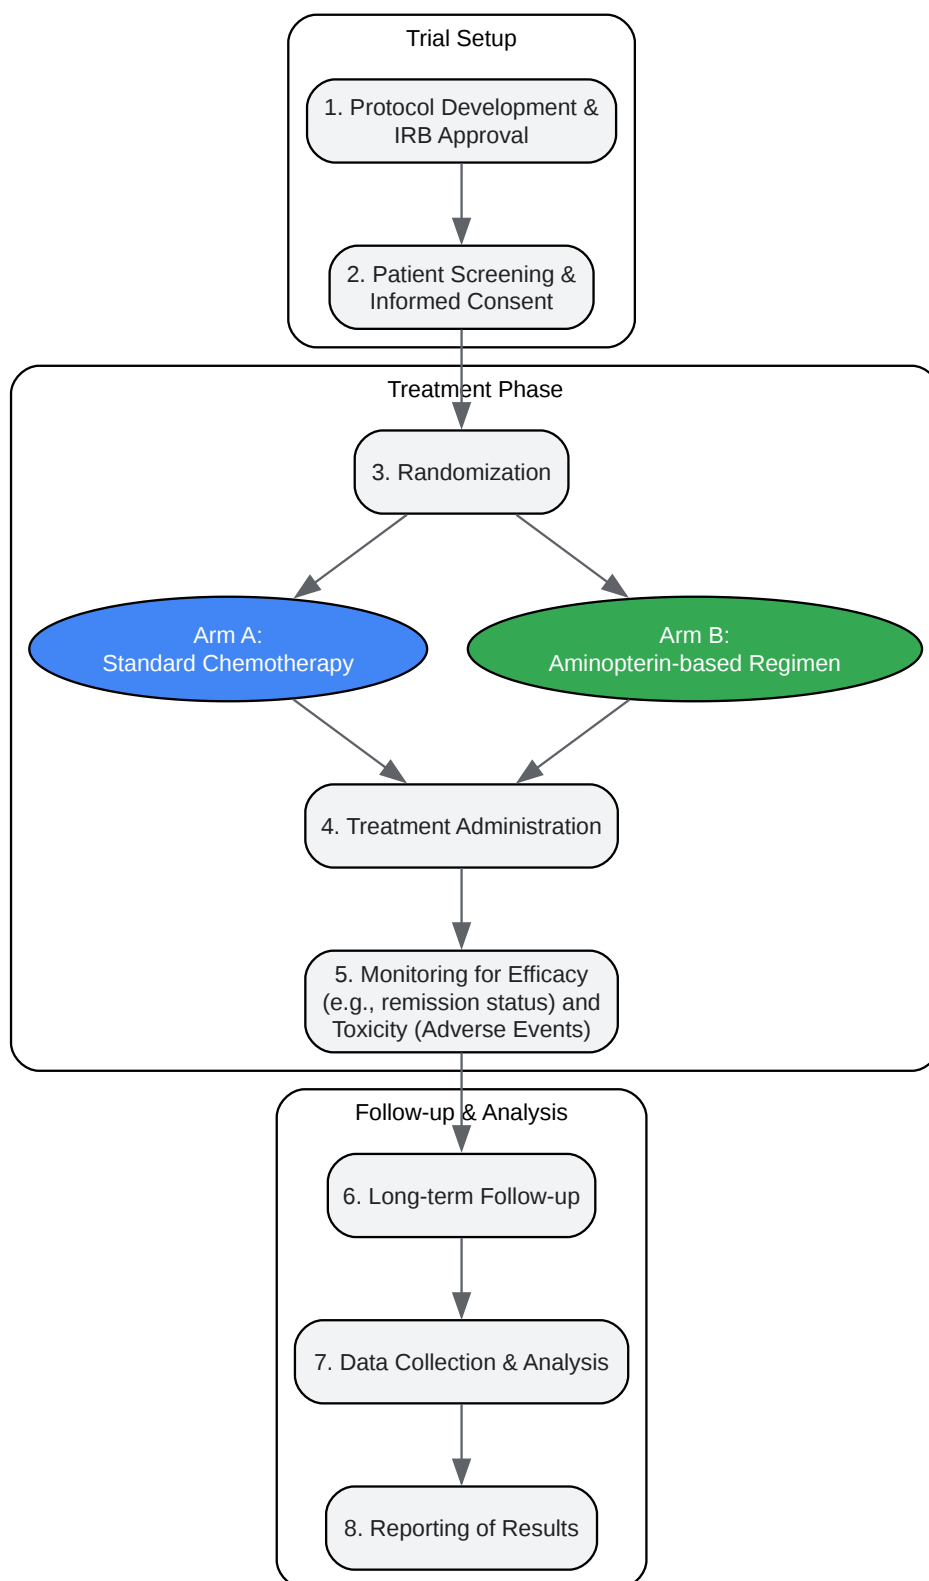 Trial Setup
1. Protocol Development &
IRB Approval
2. Patient Screening &
Informed Consent
Treatment Phase
3. Randomization
Arm A:
Standard Chemotherapy
Arm B:
Aminopterin-based Regimen
4. Treatment Administration
5. Monitoring for Efficacy
(e.g., remission status) and
Toxicity (Adverse Events)
Follow-up & Analysis
6. Long-term Follow-up
7. Data Collection & Analysis
8. Reporting of Results